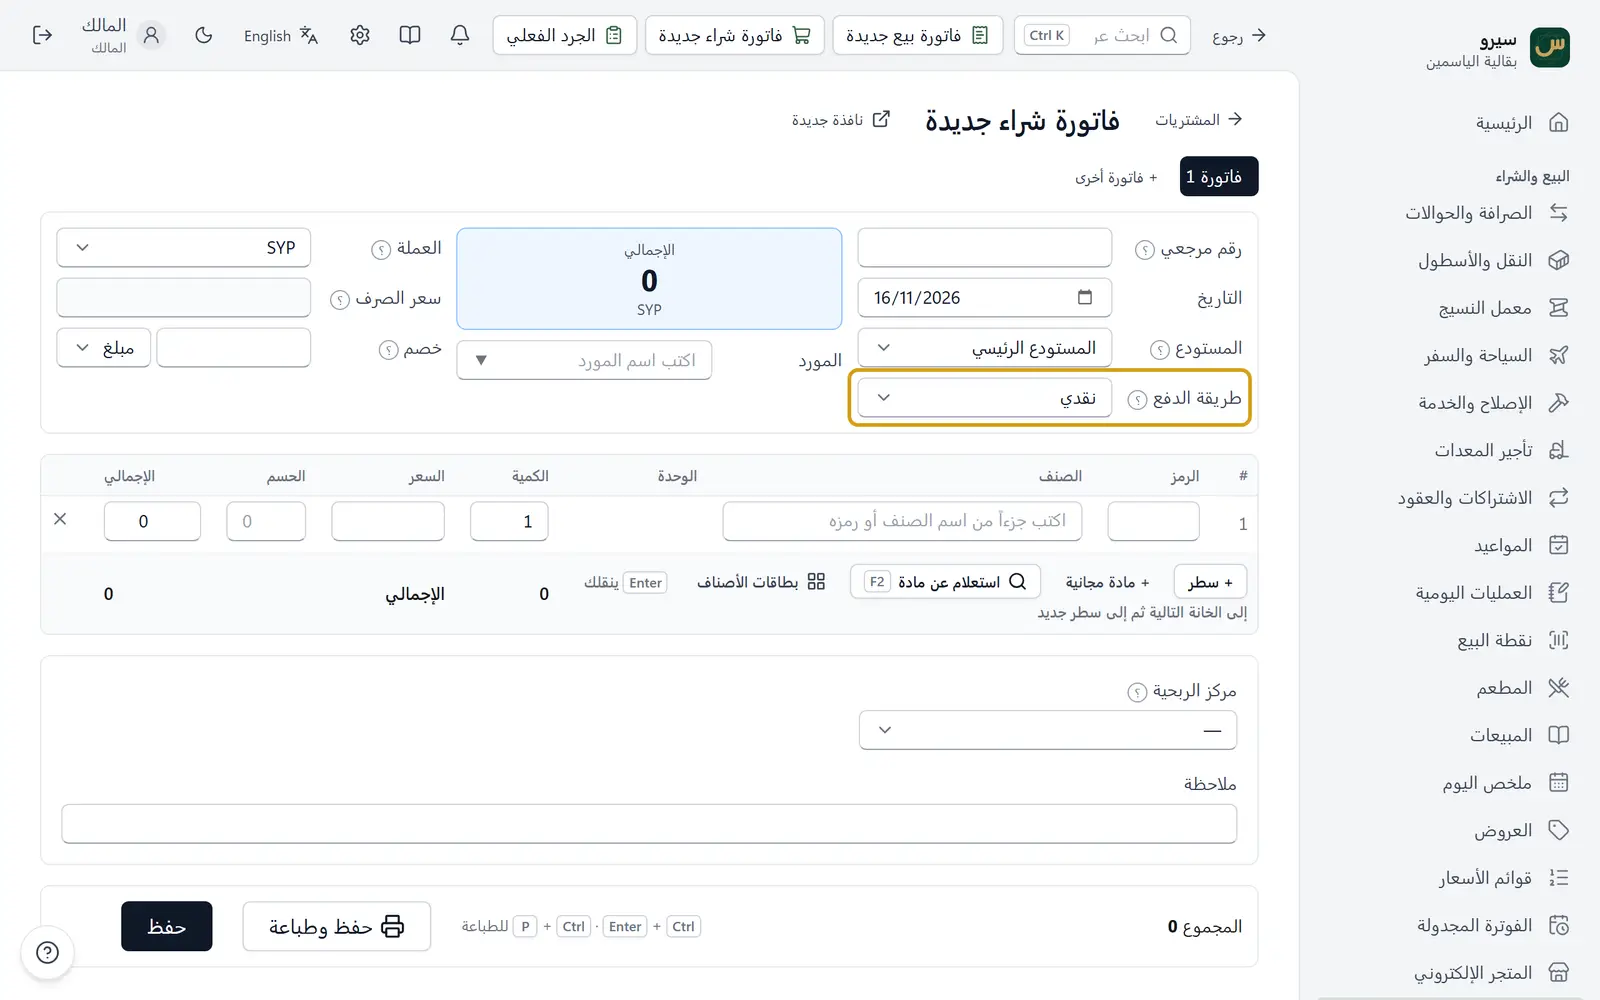 سيرو
بقالية الياسمين
رجوع
ابحث عن
Ctrl K
فاتورة بيع جديدة
فاتورة شراء جديدة
الجرد الفعلي
English
المالك
المالك
الرئيسية
البيع والشراء
الصرافة والحوالات
النقل والأسطول
معمل النسيج
السياحة والسفر
الإصلاح والخدمة
تأجير المعدات
الاشتراكات والعقود
المواعيد
العمليات اليومية
نقطة البيع
المطعم
المبيعات
ملخص اليوم
العروض
قوائم الأسعار
الفوترة المجدولة
المتجر الإلكتروني
المشتريات
فاتورة شراء جديدة
نافذة جديدة
فاتورة 1
+ فاتورة أخرى
رقم مرجعي ؟
التاريخ
16/11/2026
المستودع ؟
المستودع الرئيسي
طريقة الدفع ؟
نقدي
الإجمالي
0
SYP
المورد
اكتب اسم المورد
العملة ؟
SYP
سعر الصرف ؟
خصم ؟
مبلغ
# الرمز الصنف الوحدة الكمية السعر الحسم الإجمالي
1 اكتب جزءاً من اسم الصنف أو رمزه 1 0 0
+ سطر
+ مادة مجانية
استعلام عن مادة F2
بطاقات الأصناف
Enter ينقلك
إلى الخانة التالية ثم إلى سطر جديد
0
الإجمالي
0
مركز الربحية ؟
—
ملاحظة
المجموع 0
Ctrl + Enter · Ctrl + P للطباعة
حفظ وطباعة
حفظ